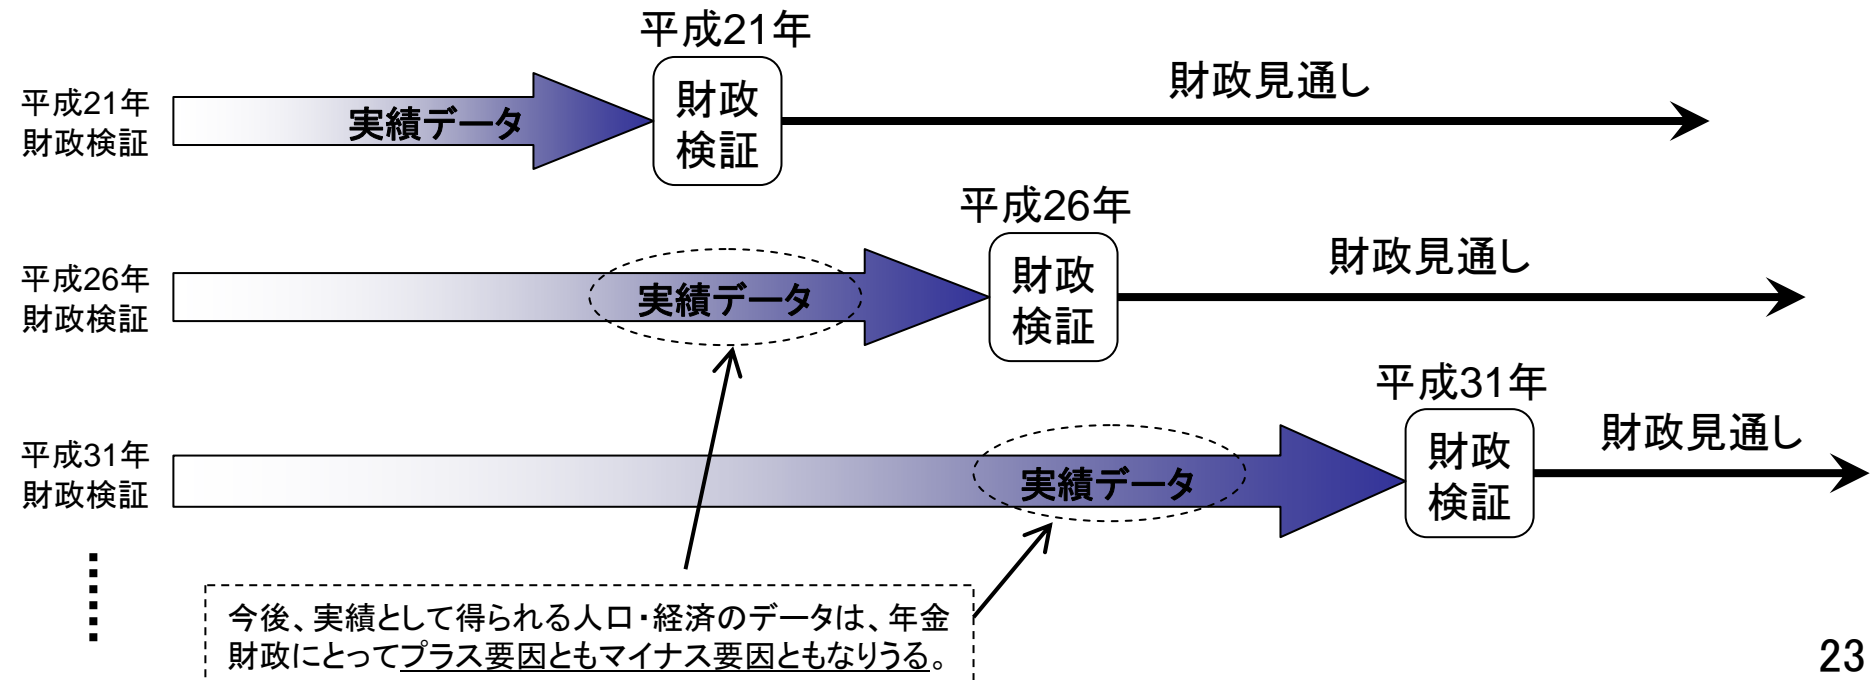 平成21年
平成21年
財政検証
実績データ
財政
検証
財政見通し
平成26年
平成26年
財政検証
実績データ
財政
検証
財政見通し
平成31年
平成31年
財政検証
実績データ
財政
検証
財政見通し
今後、実績として得られる人口・経済のデータは、年金
財政にとってプラス要因ともマイナス要因ともなりうる。
23